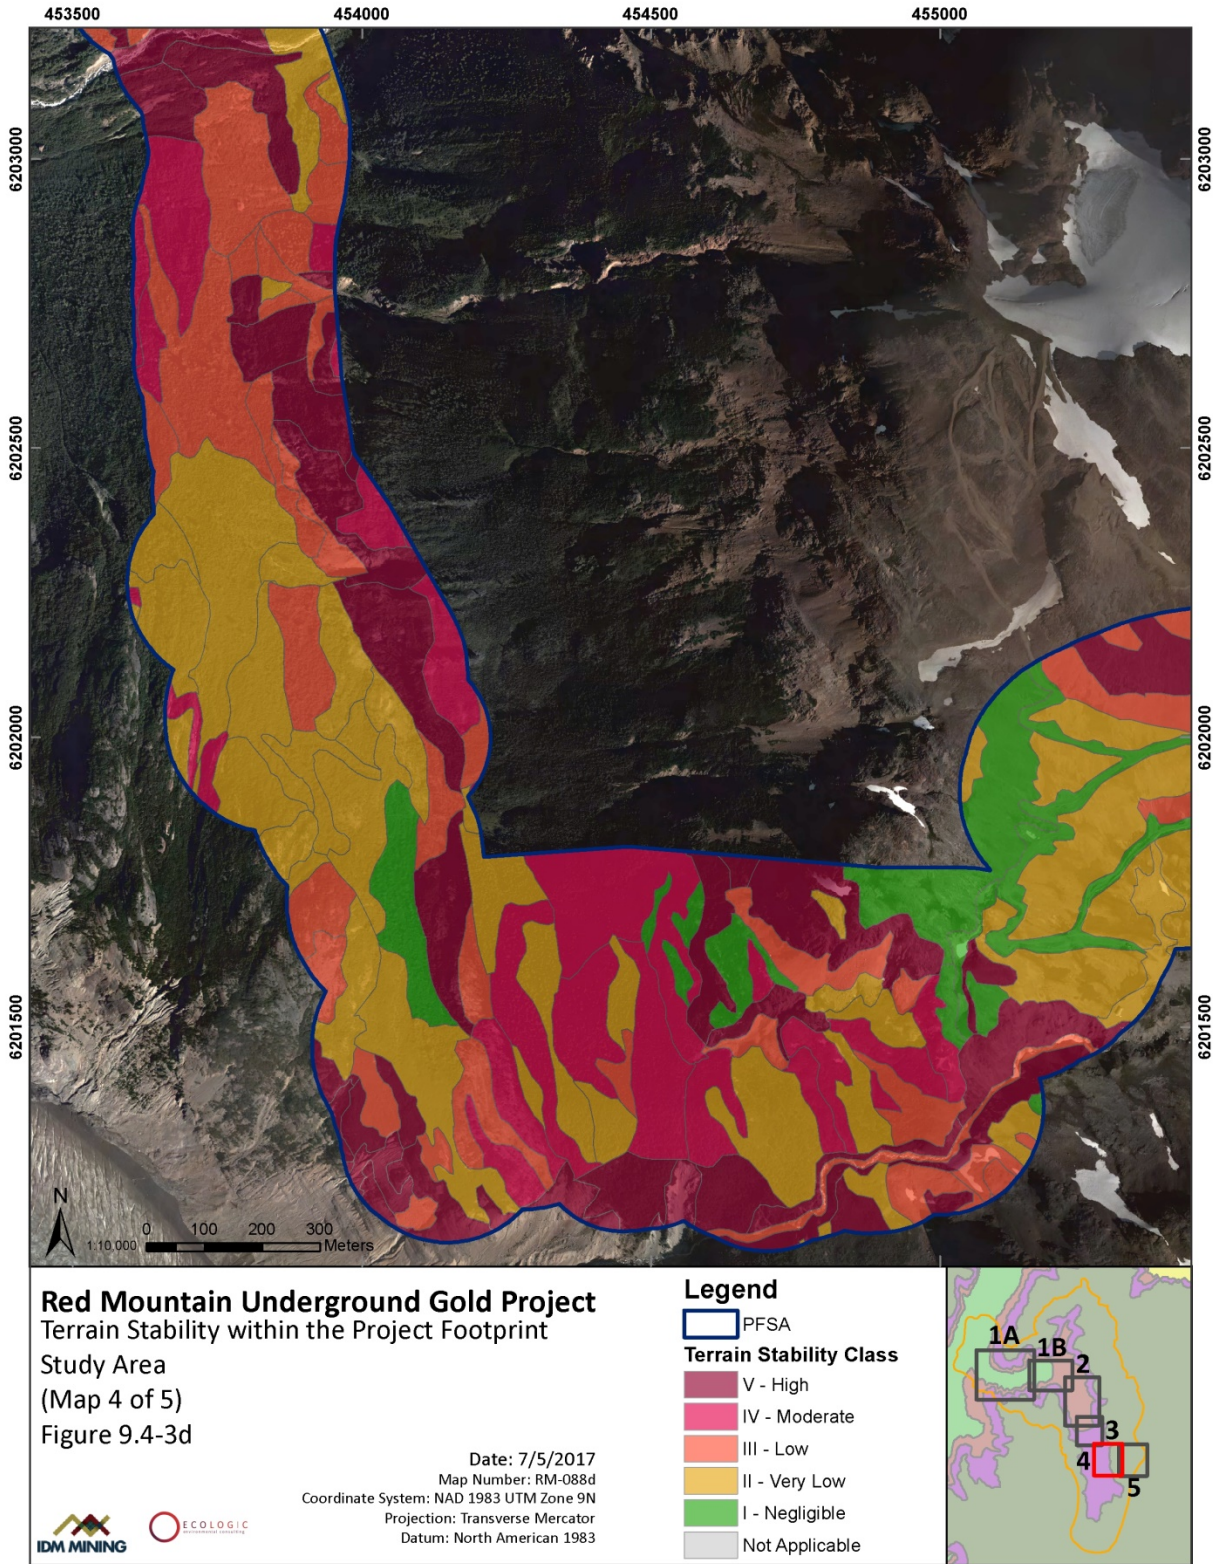 453500 454000 454500 455000
6203000 6203000
6202500 6202500
6202000 6202000
6201500 6201500
N
1:10,000
0 100 200 300
Meters
Red Mountain Underground Gold Project
Terrain Stability within the Project Footprint
Study Area
(Map 4 of 5)
Figure 9.4-3d
Date: 7/5/2017
Map Number: RM-088d
Coordinate System: NAD 1983 UTM Zone 9N
Projection: Transverse Mercator
Datum: North American 1983
IDM MINING
ECOLOGIC
environmental consulting
Legend
PFSA
Terrain Stability Class
V - High
IV - Moderate
III - Low
II - Very Low
I - Negligible
Not Applicable
1A
1B
2
3
4
5